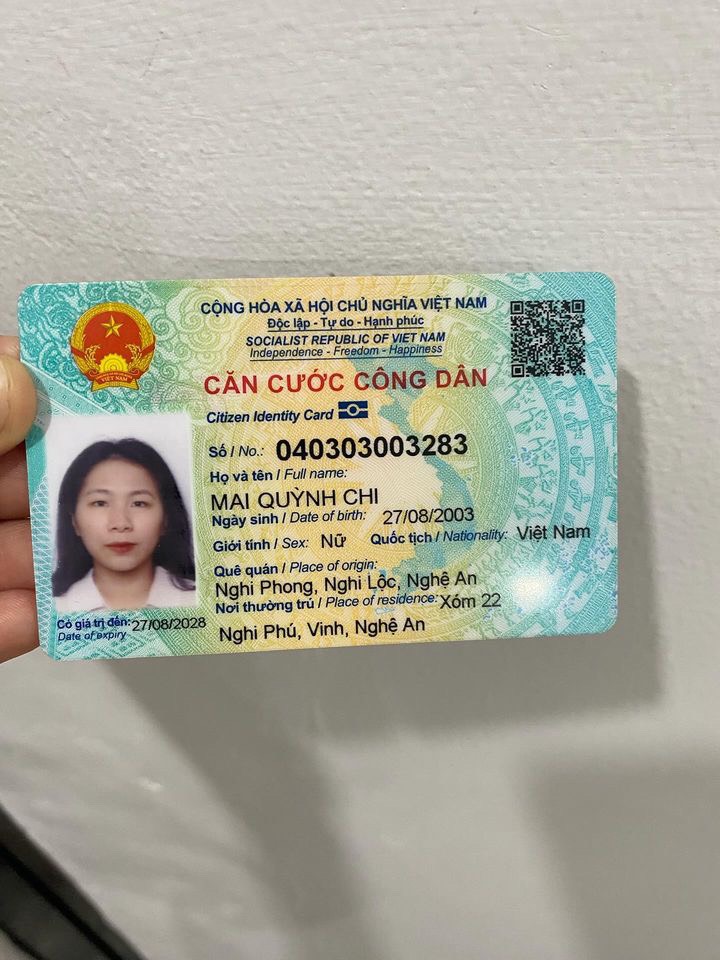 CỘNG HÒA XÃ HỘI CHỦ NGHĨA VIỆT NAM
Độc lập - Tự do - Hạnh phúc
SOCIALIST REPUBLIC OF VIET NAM
Independence - Freedom - Happiness
CĂN CƯỚC CÔNG DÂN
Citizen Identity Card
Số / No.: 040303003283
Họ và tên / Full name:
MAI QUỲNH CHI
Ngày sinh / Date of birth: 27/08/2003
Giới tính / Sex: Nữ Quốc tịch / Nationality: Việt Nam
Quê quán / Place of origin:
Nghi Phong, Nghi Lộc, Nghệ An
Nơi thường trú / Place of residence: Xóm 22
Nghi Phú, Vinh, Nghệ An
Có giá trị đến: 27/08/2028
Date of expiry
VIỆT NAM